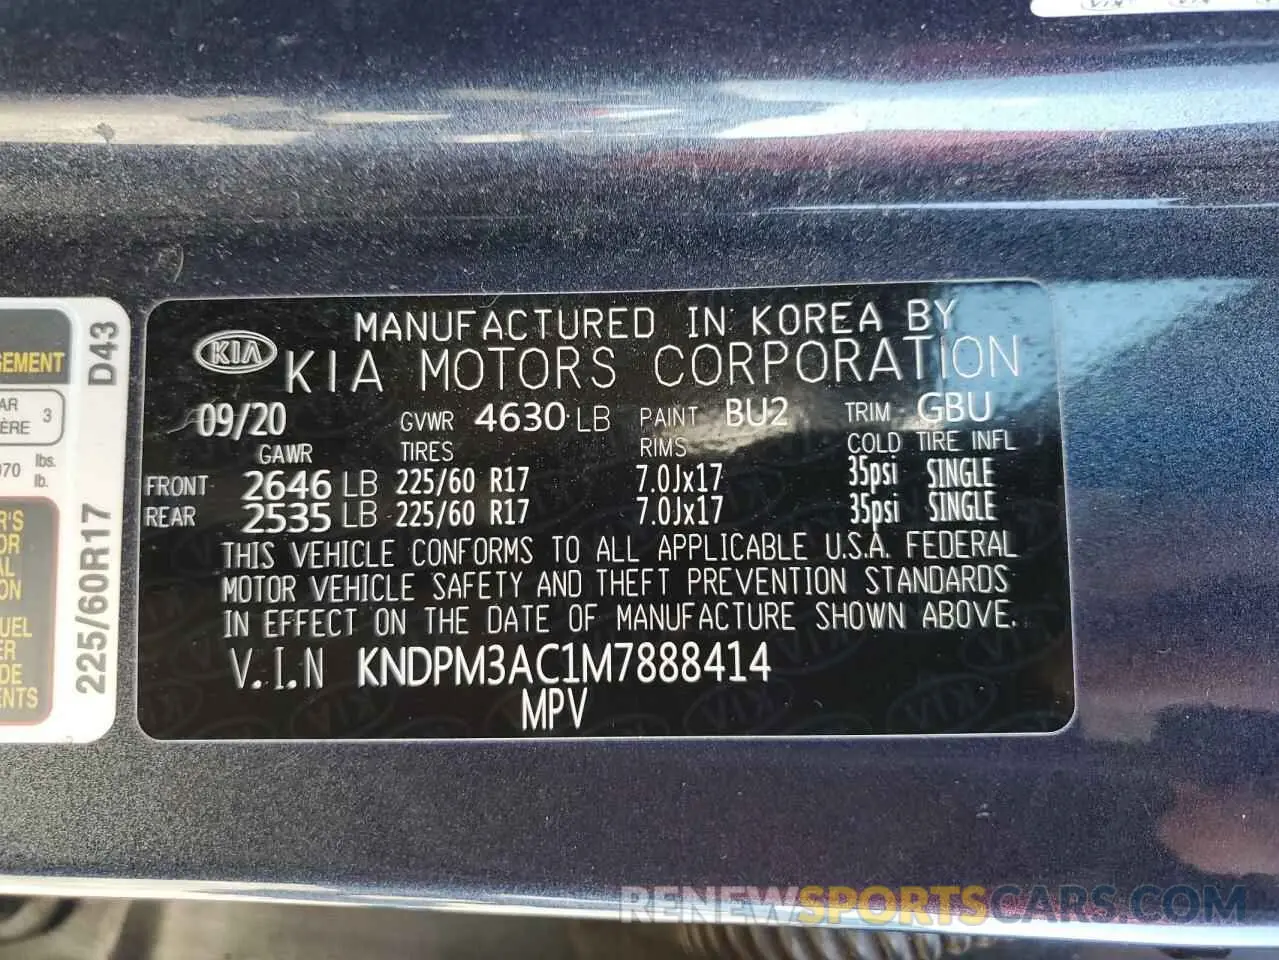 MANUFACTURED IN KOREA BY
KIA KIA MOTORS CORPORATION
09/20 GVWR 4630 LB PAINT BU2 TRIM GBU
GAWR TIRES RIMS COLD TIRE INFL
FRONT 2646 LB 225/60 R17 7.0Jx17 35psi SINGLE
REAR 2535 LB 225/60 R17 7.0Jx17 35psi SINGLE
THIS VEHICLE CONFORMS TO ALL APPLICABLE U.S.A. FEDERAL
MOTOR VEHICLE SAFETY AND THEFT PREVENTION STANDARDS
IN EFFECT ON THE DATE OF MANUFACTURE SHOWN ABOVE.
V.I.N KNDPM3AC1M7888414
MPV
225/60R17 D43
3
lbs.
lb.
RENEWSPORTSCARS.COM